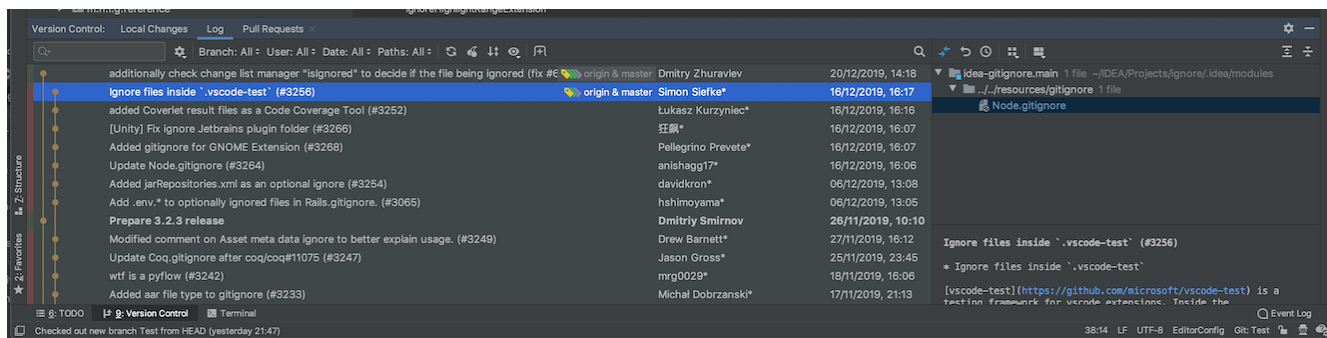 m.n.i.g.reference
IgnoreHighlightRangeExtension
Version Control: Local Changes Log Pull Requests
Branch: All User: All Date: All Paths: All
additionally check change list manager "isIgnored" to decide if the file being ignored (fix #6 origin & master Dmitry Zhuravlev 20/12/2019, 14:18
Ignore files inside `.vscode-test` (#3256) origin & master Simon Siefke* 16/12/2019, 16:17
added Coverlet result files as a Code Coverage Tool (#3252) Łukasz Kurzyniec* 16/12/2019, 16:16
[Unity] Fix ignore Jetbrains plugin folder (#3266) 狂飙* 16/12/2019, 16:07
Added gitignore for GNOME Extension (#3268) Pellegrino Prevete* 16/12/2019, 16:07
Update Node.gitignore (#3264) anishagg17* 16/12/2019, 16:06
Added jarRepositories.xml as an optional ignore (#3254) davidkron* 06/12/2019, 13:08
Add .env.* to optionally ignored files in Rails.gitignore. (#3065) hshimoyama* 06/12/2019, 13:05
Prepare 3.2.3 release Dmitriy Smirnov 26/11/2019, 10:10
Modified comment on Asset meta data ignore to better explain usage. (#3249) Drew Barnett* 27/11/2019, 16:12
Update Coq.gitignore after coq/coq#11075 (#3247) Jason Gross* 25/11/2019, 23:45
wtf is a pyflow (#3242) mrg0029* 18/11/2019, 16:06
Added aar file type to gitignore (#3233) Michał Dobrzanski* 17/11/2019, 21:13
idea-gitignore.main 1 file ~/IDEA/Projects/ignore/.idea/modules
../../resources/gitignore 1 file
Node.gitignore
Ignore files inside `.vscode-test` (#3256)
* Ignore files inside `.vscode-test`
[vscode-test](https://github.com/microsoft/vscode-test) is a
testing framework for vscode extensions. Inside the
Z: Structure
2: Favorites
6: TODO 9: Version Control Terminal Event Log
Checked out new branch Test from HEAD (yesterday 21:47) 38:14 LF UTF-8 EditorConfig Git: Test